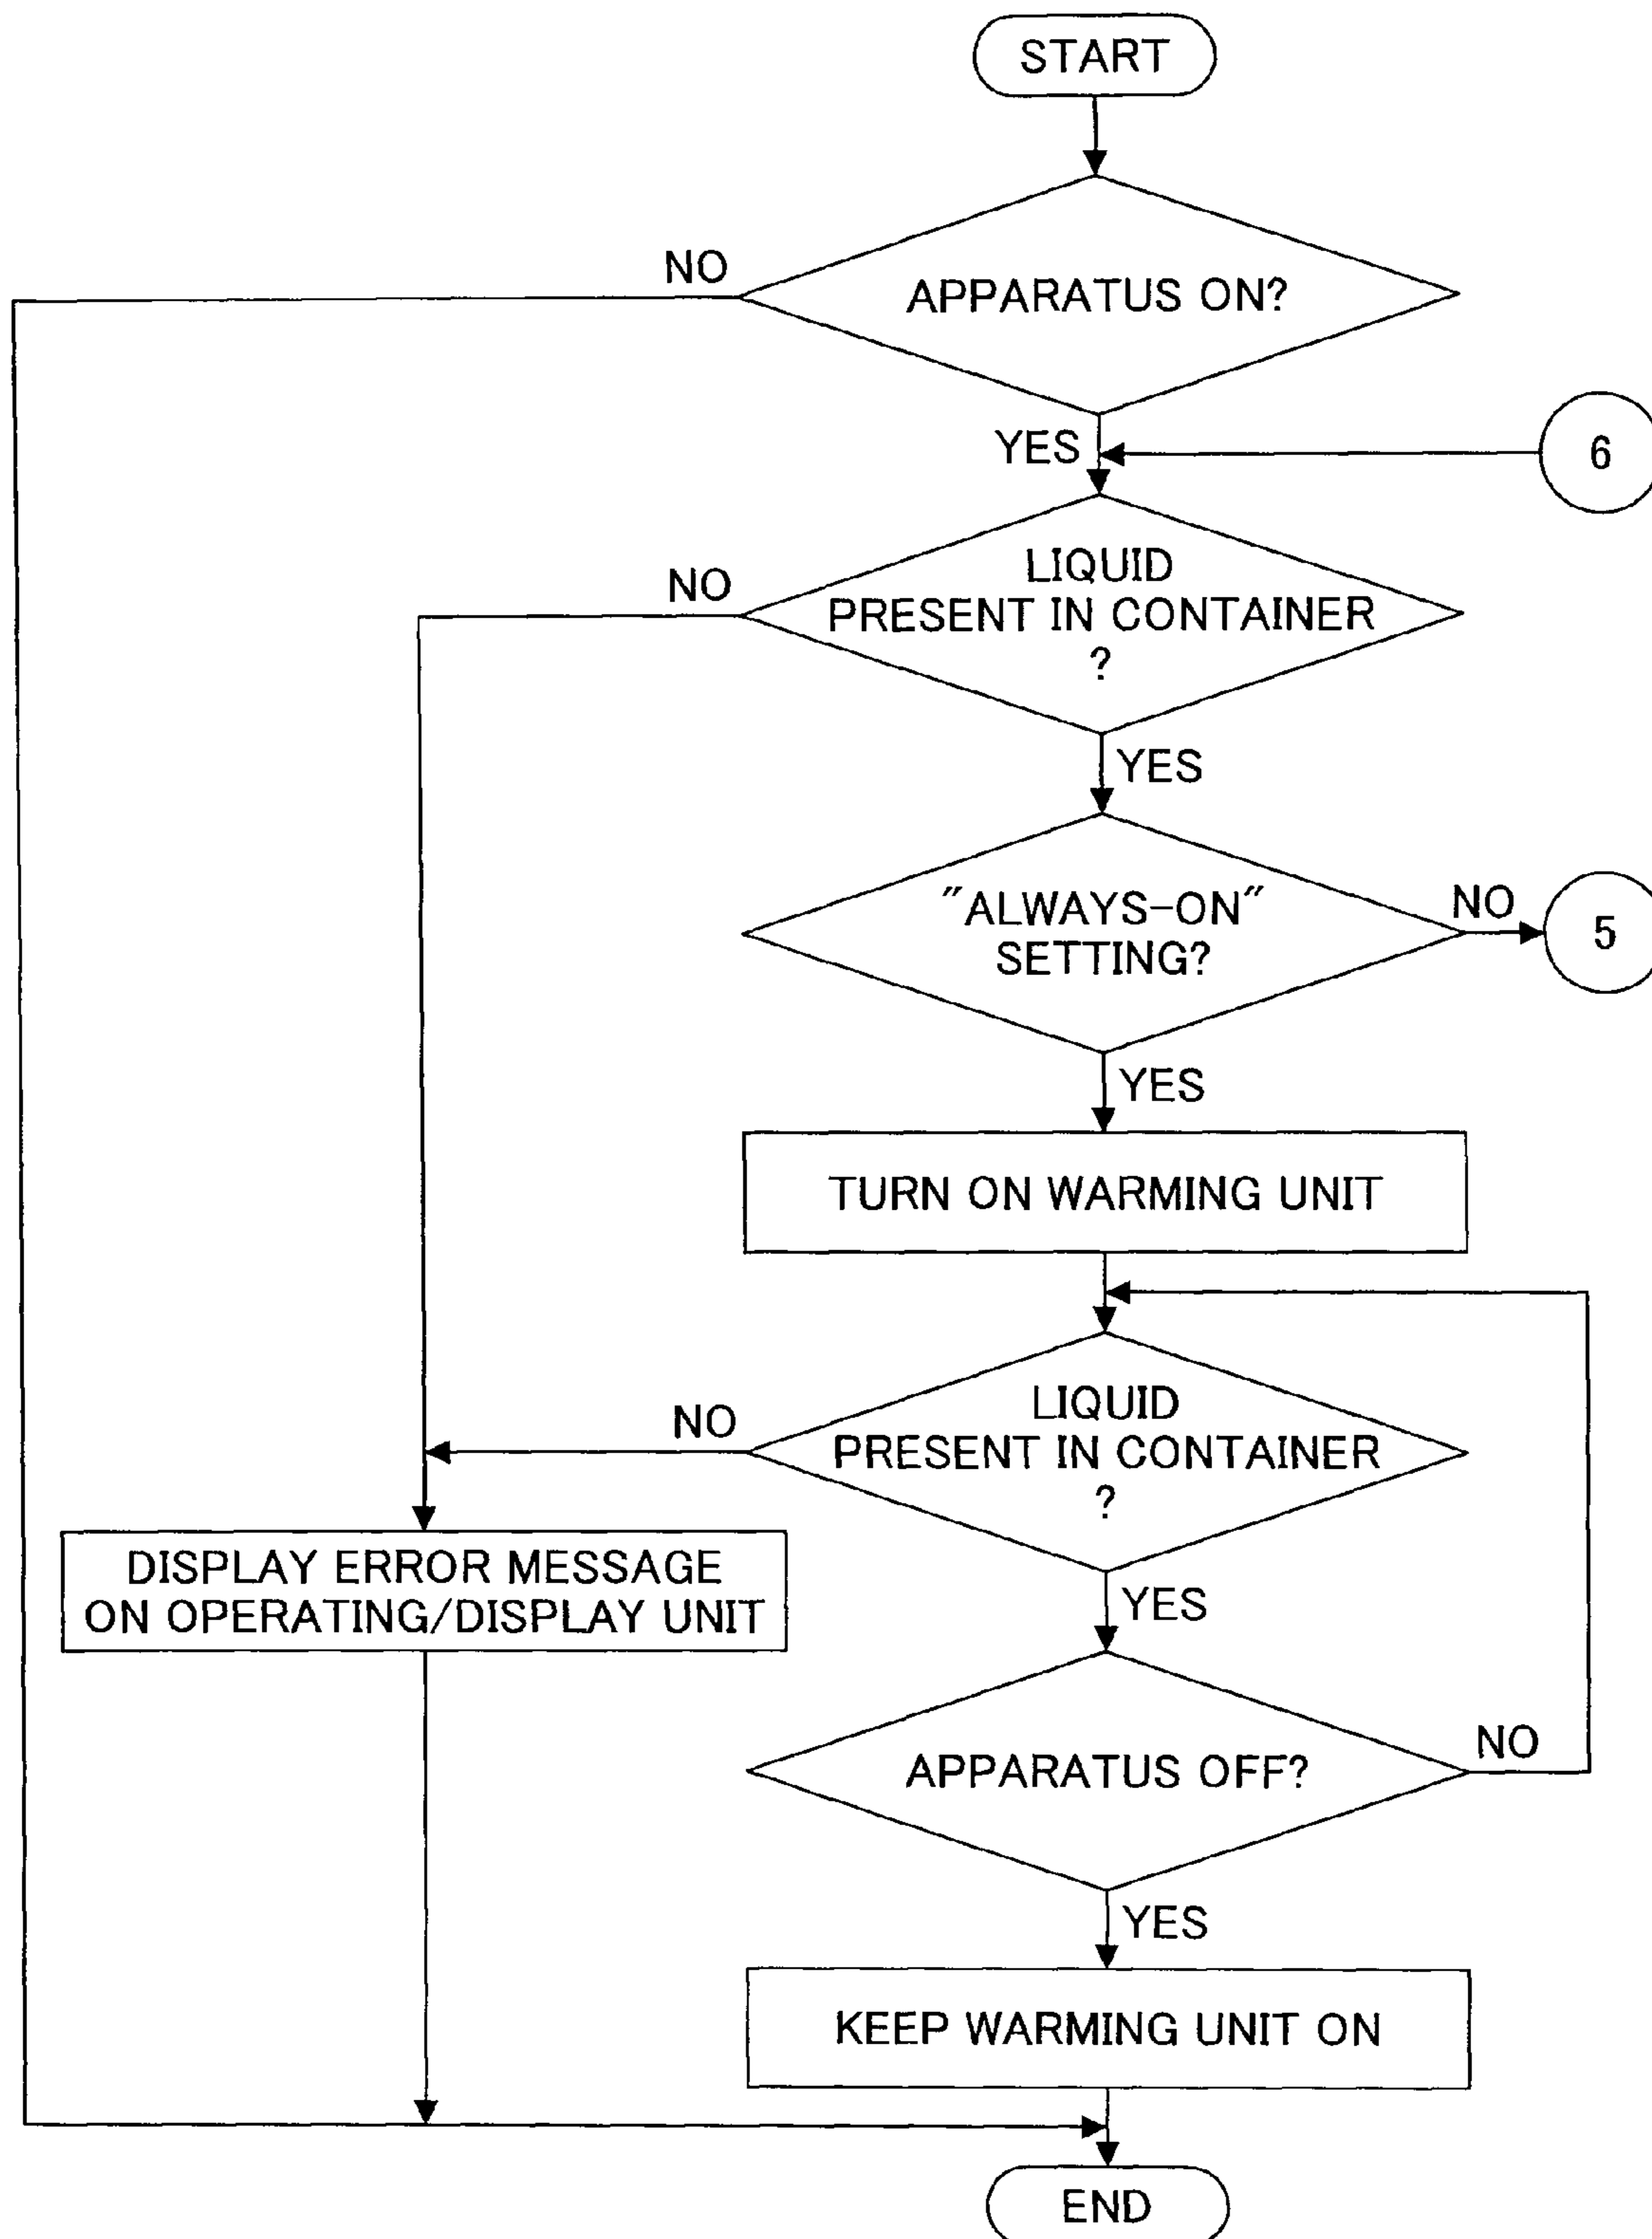 START
NO
APPARATUS ON?
YES
6
NO
LIQUID
PRESENT IN CONTAINER
?
YES
"ALWAYS-ON"
SETTING?
NO
5
YES
TURN ON WARMING UNIT
NO
LIQUID
PRESENT IN CONTAINER
?
DISPLAY ERROR MESSAGE
ON OPERATING/DISPLAY UNIT
YES
APPARATUS OFF?
NO
YES
KEEP WARMING UNIT ON
END